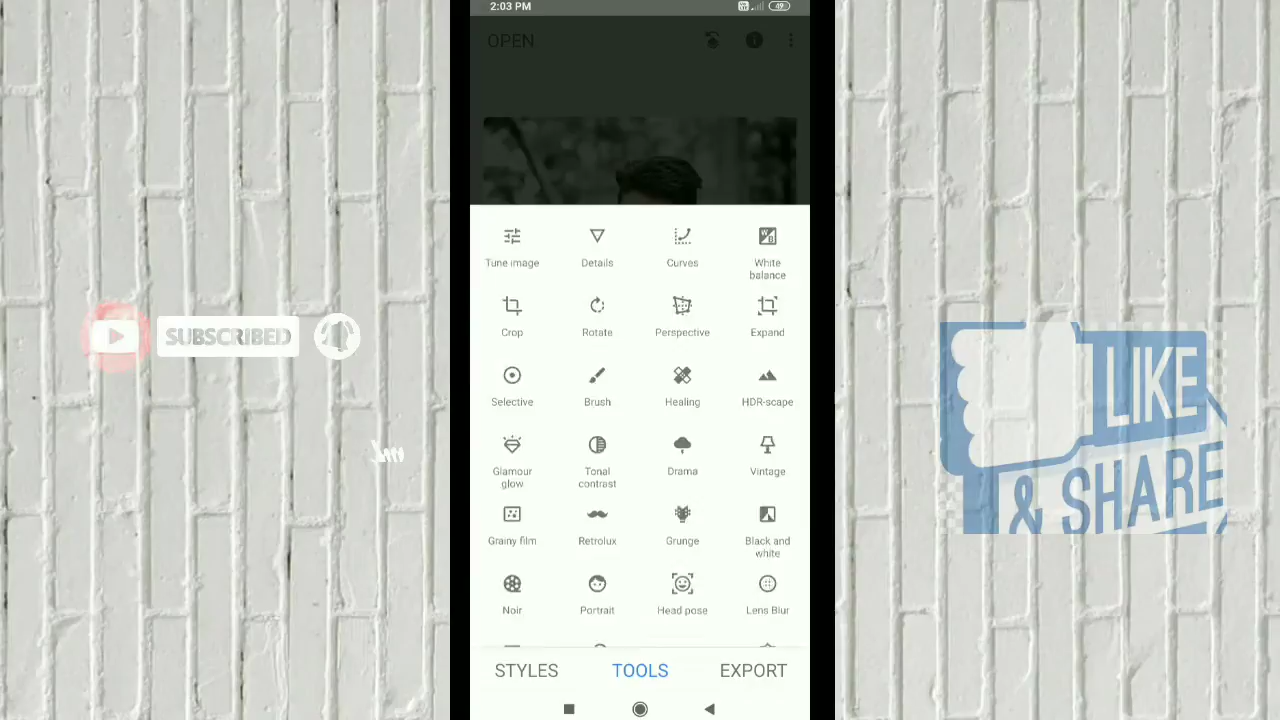 2:03 PM
49
OPEN
Tune image
Details
Curves
White
balance
Crop
Rotate
Perspective
Expand
Selective
Brush
Healing
HDR-scape
Glamour
glow
Tonal
contrast
Drama
Vintage
Grainy film
Retrolux
Grunge
Black and
white
Noir
Portrait
Head pose
Lens Blur
STYLES
TOOLS
EXPORT
SUBSCRIBED
LIKE
& SHARE